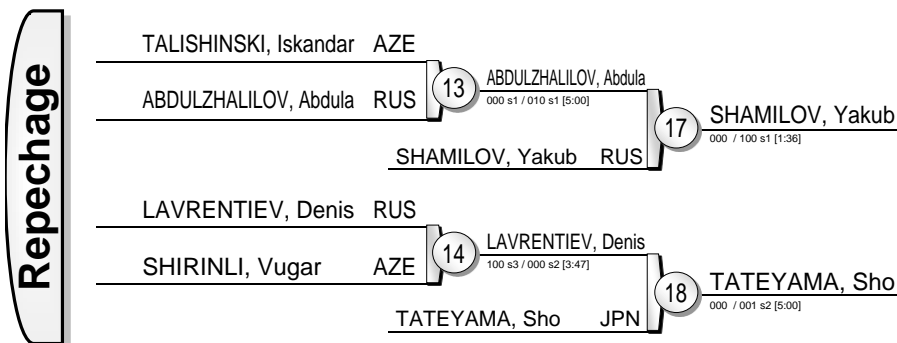 Repechage
TALISHINSKI, Iskandar AZE
ABDULZHALILOV, Abdula RUS
13
ABDULZHALILOV, Abdula
000 s1 / 010 s1 [5:00]
SHAMILOV, Yakub RUS
17
SHAMILOV, Yakub
000 / 100 s1 [1:36]
LAVRENTIEV, Denis RUS
SHIRINLI, Vugar AZE
14
LAVRENTIEV, Denis
100 s3 / 000 s2 [3:47]
TATEYAMA, Sho JPN
18
TATEYAMA, Sho
000 / 001 s2 [5:00]